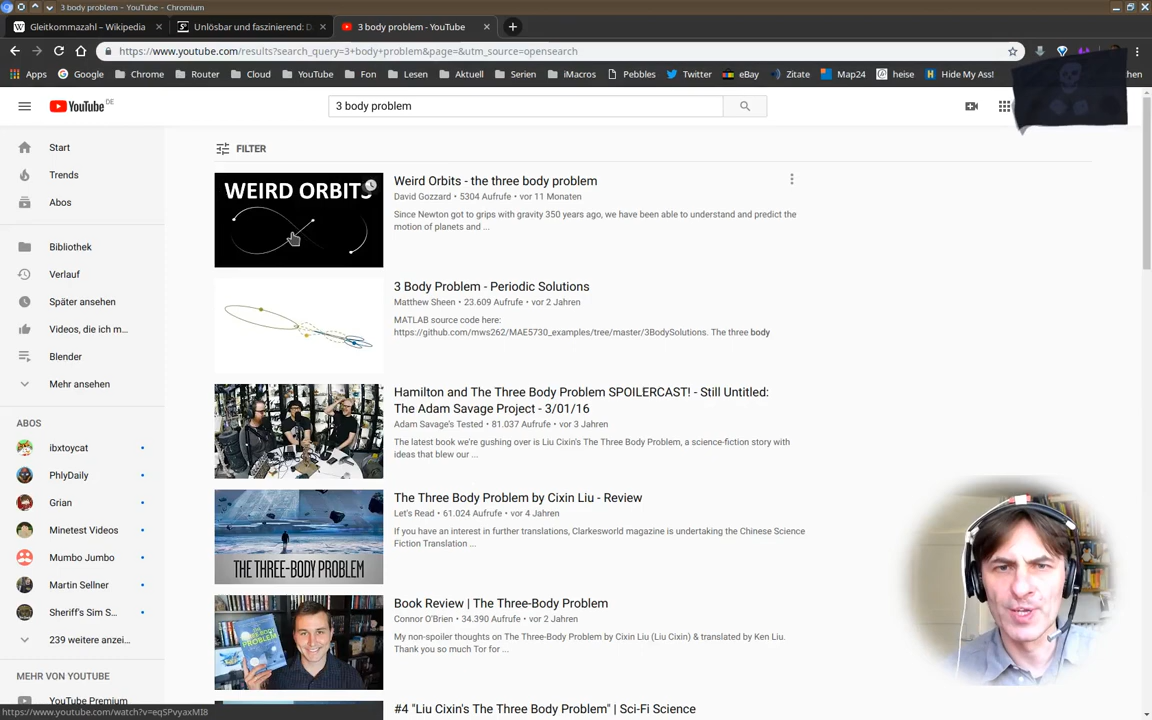 3 body problem - YouTube - Chromium
Gleitkommazahl – Wikipedia
Unlösbar und faszinierend: D
3 body problem - YouTube
https://www.youtube.com/results?search_query=3+body+problem&page=&utm_source=opensearch
Apps
Google
Chrome
Router
Cloud
YouTube
Fon
Lesen
Aktuell
Serien
iMacros
Pebbles
Twitter
eBay
Zitate
Map24
heise
Hide My Ass!
YouTube DE
3 body problem
Start
Trends
Abos
Bibliothek
Verlauf
Später ansehen
Videos, die ich m...
Blender
Mehr ansehen
ABOS
ibxtoycat
PhlyDaily
Grian
Minetest Videos
Mumbo Jumbo
Martin Sellner
Sheriff's Sim S...
239 weitere anzei...
MEHR VON YOUTUBE
YouTube Premium
FILTER
WEIRD ORBITS
Weird Orbits - the three body problem
David Gozzard • 5304 Aufrufe • vor 11 Monaten
Since Newton got to grips with gravity 350 years ago, we have been able to understand and predict the
motion of planets and ...
3 Body Problem - Periodic Solutions
Matthew Sheen • 23.609 Aufrufe • vor 2 Jahren
MATLAB source code here:
https://github.com/mws262/MAE5730_examples/tree/master/3BodySolutions. The three body
Hamilton and The Three Body Problem SPOILERCAST! - Still Untitled:
The Adam Savage Project - 3/01/16
Adam Savage's Tested • 81.037 Aufrufe • vor 3 Jahren
The latest book we're gushing over is Liu Cixin's The Three Body Problem, a science-fiction story with
ideas that blew our ...
THE THREE-BODY PROBLEM
The Three Body Problem by Cixin Liu - Review
Let's Read • 61.024 Aufrufe • vor 4 Jahren
If you have an interest in further translations, Clarkesworld magazine is undertaking the Chinese Science
Fiction Translation ...
Book Review | The Three-Body Problem
Connor O'Brien • 34.390 Aufrufe • vor 2 Jahren
My non-spoiler thoughts on The Three-Body Problem by Cixin Liu (Liu Cixin) & translated by Ken Liu.
Thank you so much Tor for ...
#4 "Liu Cixin's The Three Body Problem" | Sci-Fi Science
https://www.youtube.com/watch?v=eqSPvyaxMI8